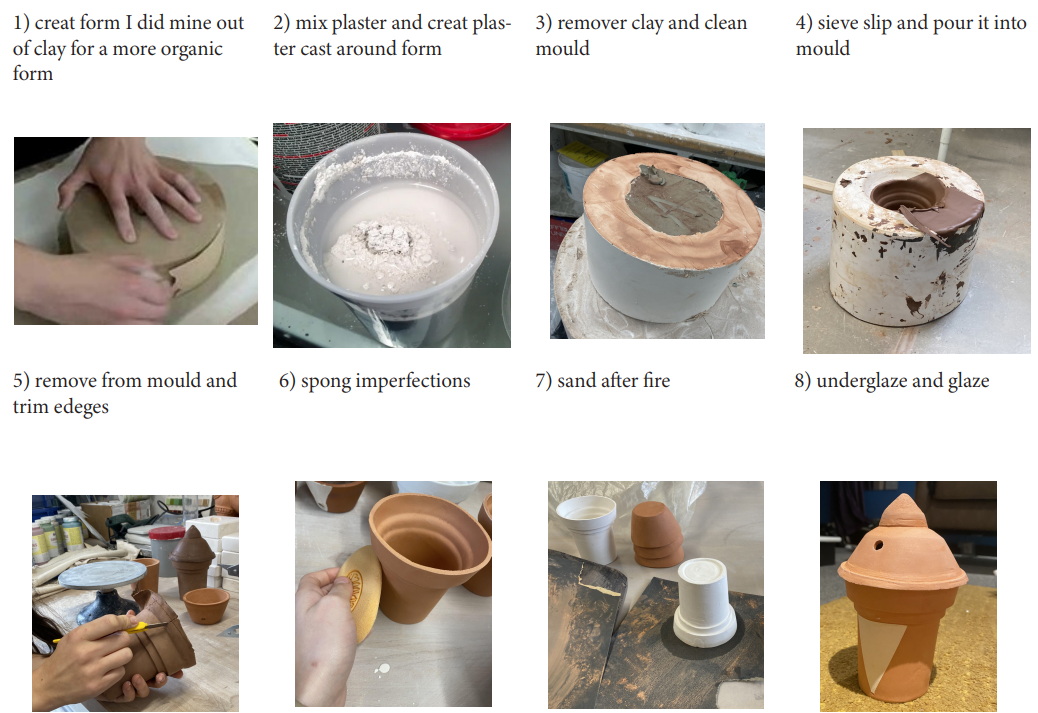 1) creat form I did mine out
of clay for a more organic
form
2) mix plaster and creat plas-
ter cast around form
3) remover clay and clean
mould
4) sieve slip and pour it into
mould
5) remove from mould and
trim edeges
6) spong imperfections
7) sand after fire
8) underglaze and glaze